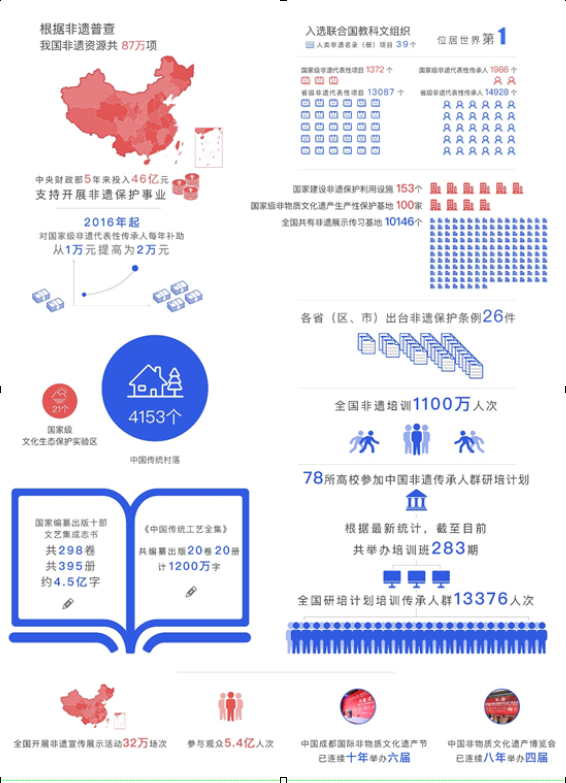 根据非遗普查
我国非遗资源共 87万项
中央财政部5年来投入46亿元
支持开展非遗保护事业
2016年起
对国家级非遗代表性传承人每年补助
从1万元提高为2万元
21个
国家级
文化生态保护实验区
4153个
中国传统村落
国家编纂出版十部
文艺集成志书
共298卷
共395册
约4.5亿字
《中国传统工艺全集》
共编纂出版20卷 20册
计1200万字
入选联合国教科文组织
人类非遗名录（册）项目 39个
位居世界第1
国家级非遗代表性项目1372 个
国家级非遗代表性传承人1986 个
省级非遗代表性项目 13087 个
省级非遗代表性传承人 14928 个
国家建设非遗保护利用设施 153个
国家级非物质文化遗产生产性保护基地 100家
全国共有非遗展示传习基地 10146个
各省（区、市）出台非遗保护条例26件
全国非遗培训1100万人次
78所高校参加中国非遗传承人群研培计划
根据最新统计，截至目前
共举办培训班283期
全国研培计划培训传承人群13376人次
全国开展非遗宣传展示活动32万场次
参与观众5.4亿人次
中国成都国际非物质文化遗产节
已连续十年举办六届
中国非物质文化遗产博览会
已连续八年举办四届